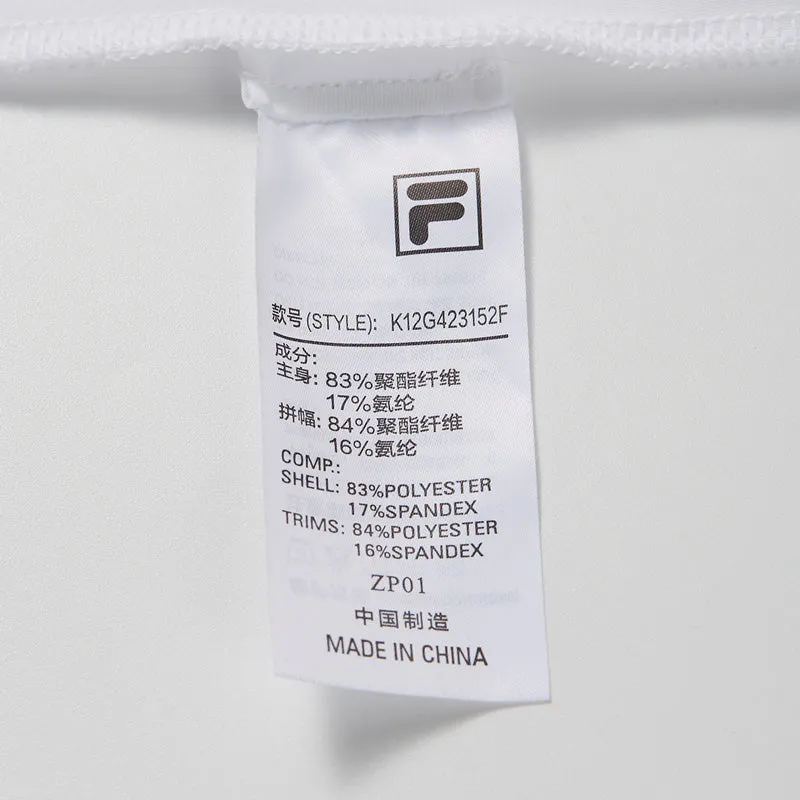 F
款号(STYLE): K12G423152F
成分:
主身: 83%聚酯纤维
17%氨纶
拼幅: 84%聚酯纤维
16%氨纶
COMP.:
SHELL: 83%POLYESTER
17%SPANDEX
TRIMS: 84%POLYESTER
16%SPANDEX
ZP01
中国制造
MADE IN CHINA